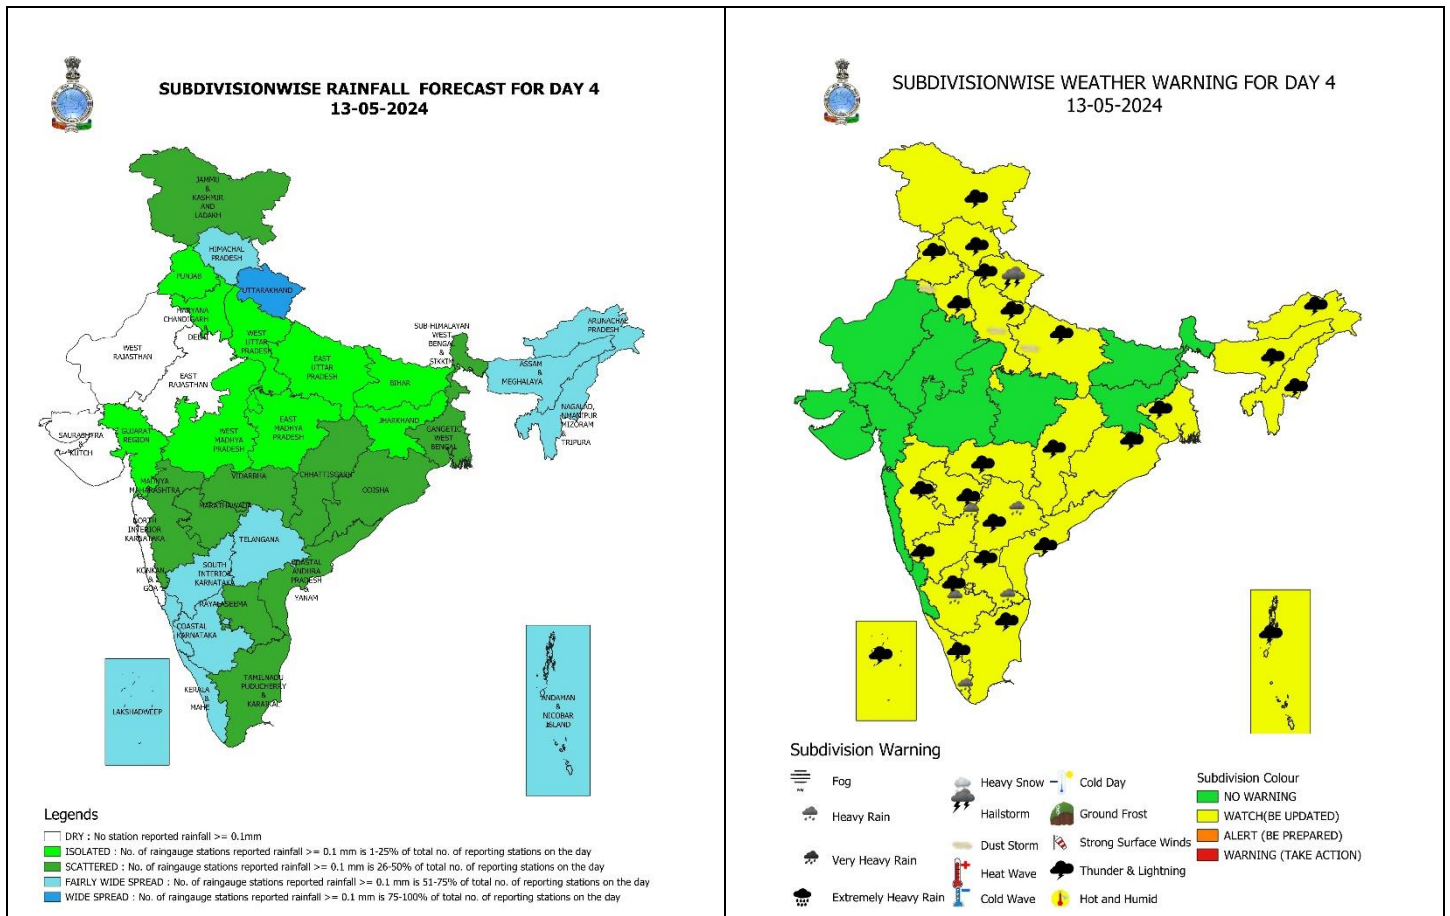 SUBDIVISIONWISE RAINFALL FORECAST FOR DAY 4
13-05-2024
JAMMU
&
KASHMIR
AND
LADAKH
HIMACHAL
PRADESH
PUNJAB
UTTARAKHAND
HARYANA
CHANDIGARH
&
DELHI
WEST
UTTAR
PRADESH
WEST
RAJASTHAN
EAST
RAJASTHAN
EAST
UTTAR
PRADESH
BIHAR
SUB-HIMALAYAN
WEST
BENGAL
&
SIKKIM
ARUNACHAL
PRADESH
ASSAM
&
MEGHALAYA
NAGALAD,
MIZORAM
&
TRIPURA
SAURASHTRA
&
KUTCH
GUJARAT
REGION
WEST
MADHYA
PRADESH
EAST
MADHYA
PRADESH
JHARKHAND
GANGETIC
WEST
BENGAL
MADHYA
MAHARASHTRA
VIDARBHA
CHHATTISGARH
ODISHA
MARATHAWADA
NORTH
INTERIOR
KARNATAKA
TELANGANA
KONKAN
&
GOA
SOUTH
INTERIOR
KARNATAKA
COASTAL
ANDHRA
PRADESH
&
YANAM
RAYALASEEMA
COASTAL
KARNATAKA
KERALA
&
MAHE
TAMILNADU
PUDUCHERRY
&
KARAIKAL
LAKSHADWEEP
ANDAMAN
&
NICOBAR
ISLAND
Legends
DRY : No station reported rainfall >= 0.1mm
ISOLATED : No. of raingauge stations reported rainfall >= 0.1 mm is 1-25% of total no. of reporting stations on the day
SCATTERED : No. of raingauge stations reported rainfall >= 0.1 mm is 26-50% of total no. of reporting stations on the day
FAIRLY WIDE SPREAD : No. of raingauge stations reported rainfall >= 0.1 mm is 51-75% of total no. of reporting stations on the day
WIDE SPREAD : No. of raingauge stations reported rainfall >= 0.1 mm is 75-100% of total no. of reporting stations on the day
SUBDIVISIONWISE WEATHER WARNING FOR DAY 4
13-05-2024
Subdivision Warning
Fog
Heavy Rain
Very Heavy Rain
Extremely Heavy Rain
Heavy Snow
Hailstorm
Dust Storm
Heat Wave
Cold Wave
Cold Day
Ground Frost
Strong Surface Winds
Thunder & Lightning
Hot and Humid
Subdivision Colour
NO WARNING
WATCH(BE UPDATED)
ALERT (BE PREPARED)
WARNING (TAKE ACTION)